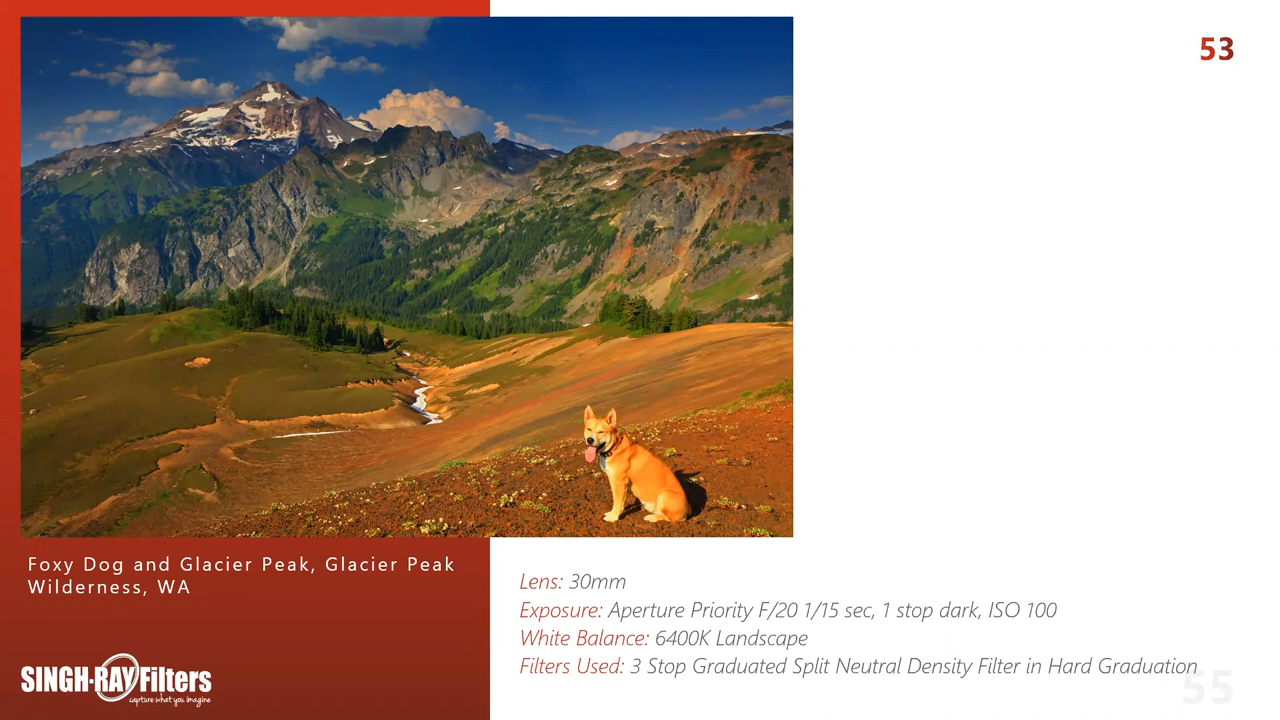 53
Foxy Dog and Glacier Peak, Glacier Peak
Wilderness, WA
Lens: 30mm
Exposure: Aperture Priority F/20 1/15 sec, 1 stop dark, ISO 100
White Balance: 6400K Landscape
Filters Used: 3 Stop Graduated Split Neutral Density Filter in Hard Graduation
55
SINGH-RAY Filters
capture what you imagine